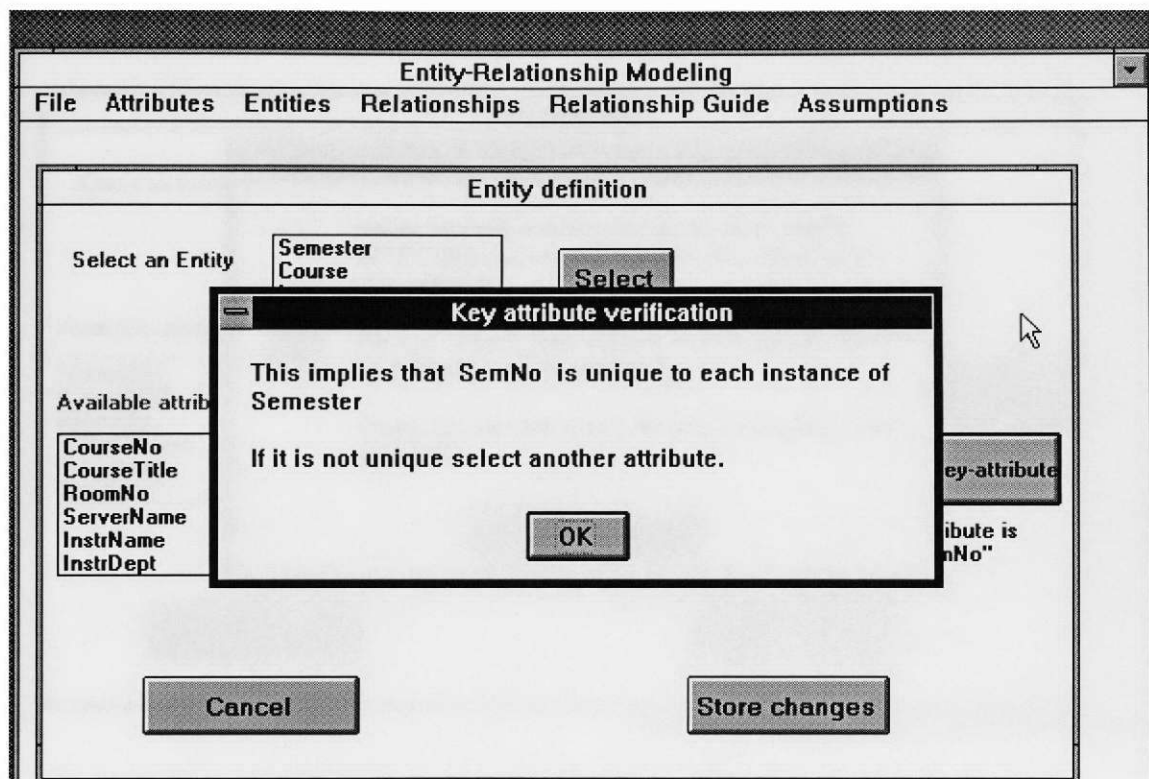 Entity-Relationship Modeling
File Attributes Entities Relationships Relationship Guide Assumptions
Entity definition
Select an Entity
Semester
Course
Select
Key attribute verification
This implies that SemNo is unique to each instance of
Semester
If it is not unique select another attribute.
OK
Available attrib
CourseNo
CourseTitle
RoomNo
ServerName
InstrName
InstrDept
ey-attribute
ibute is
nNo"
Cancel
Store changes